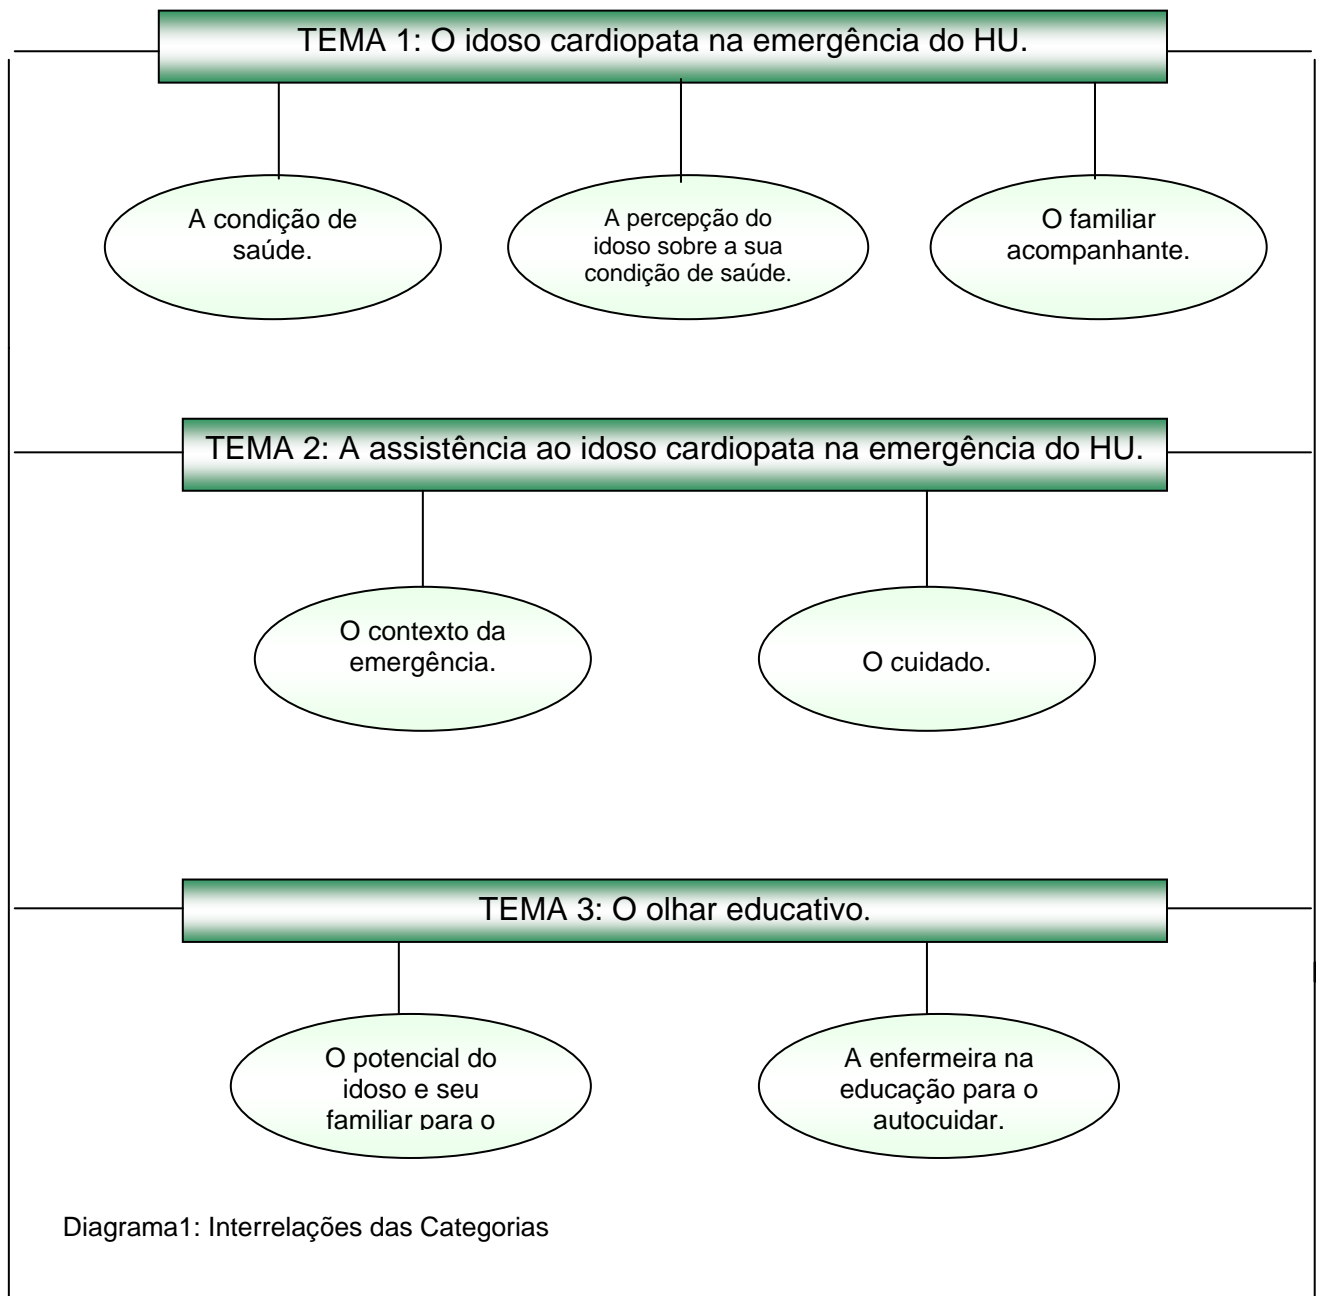 TEMA 1: O idoso cardiopata na emergência do HU.
A condição de
saúde.
A percepção do
idoso sobre a sua
condição de saúde.
O familiar
acompanhante.
TEMA 2: A assistência ao idoso cardiopata na emergência do HU.
O contexto da
emergência.
O cuidado.
TEMA 3: O olhar educativo.
O potencial do
idoso e seu
familiar para o
A enfermeira na
educação para o
autocuidar.
Diagrama1: Interrelações das Categorias